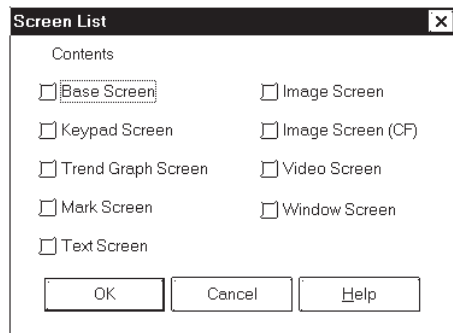 Screen List
Contents
Base Screen
Image Screen
Keypad Screen
Image Screen (CF)
Trend Graph Screen
Video Screen
Mark Screen
Window Screen
Text Screen
OK
Cancel
Help